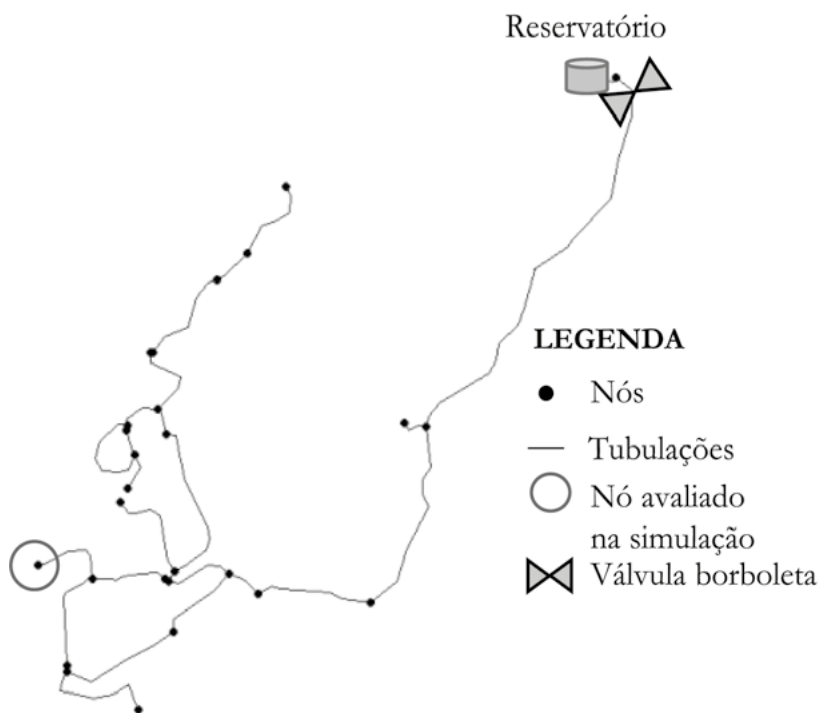 Reservatório
LEGENDA
Nós
Tubulações
Nó avaliado
na simulação
Válvula borboleta